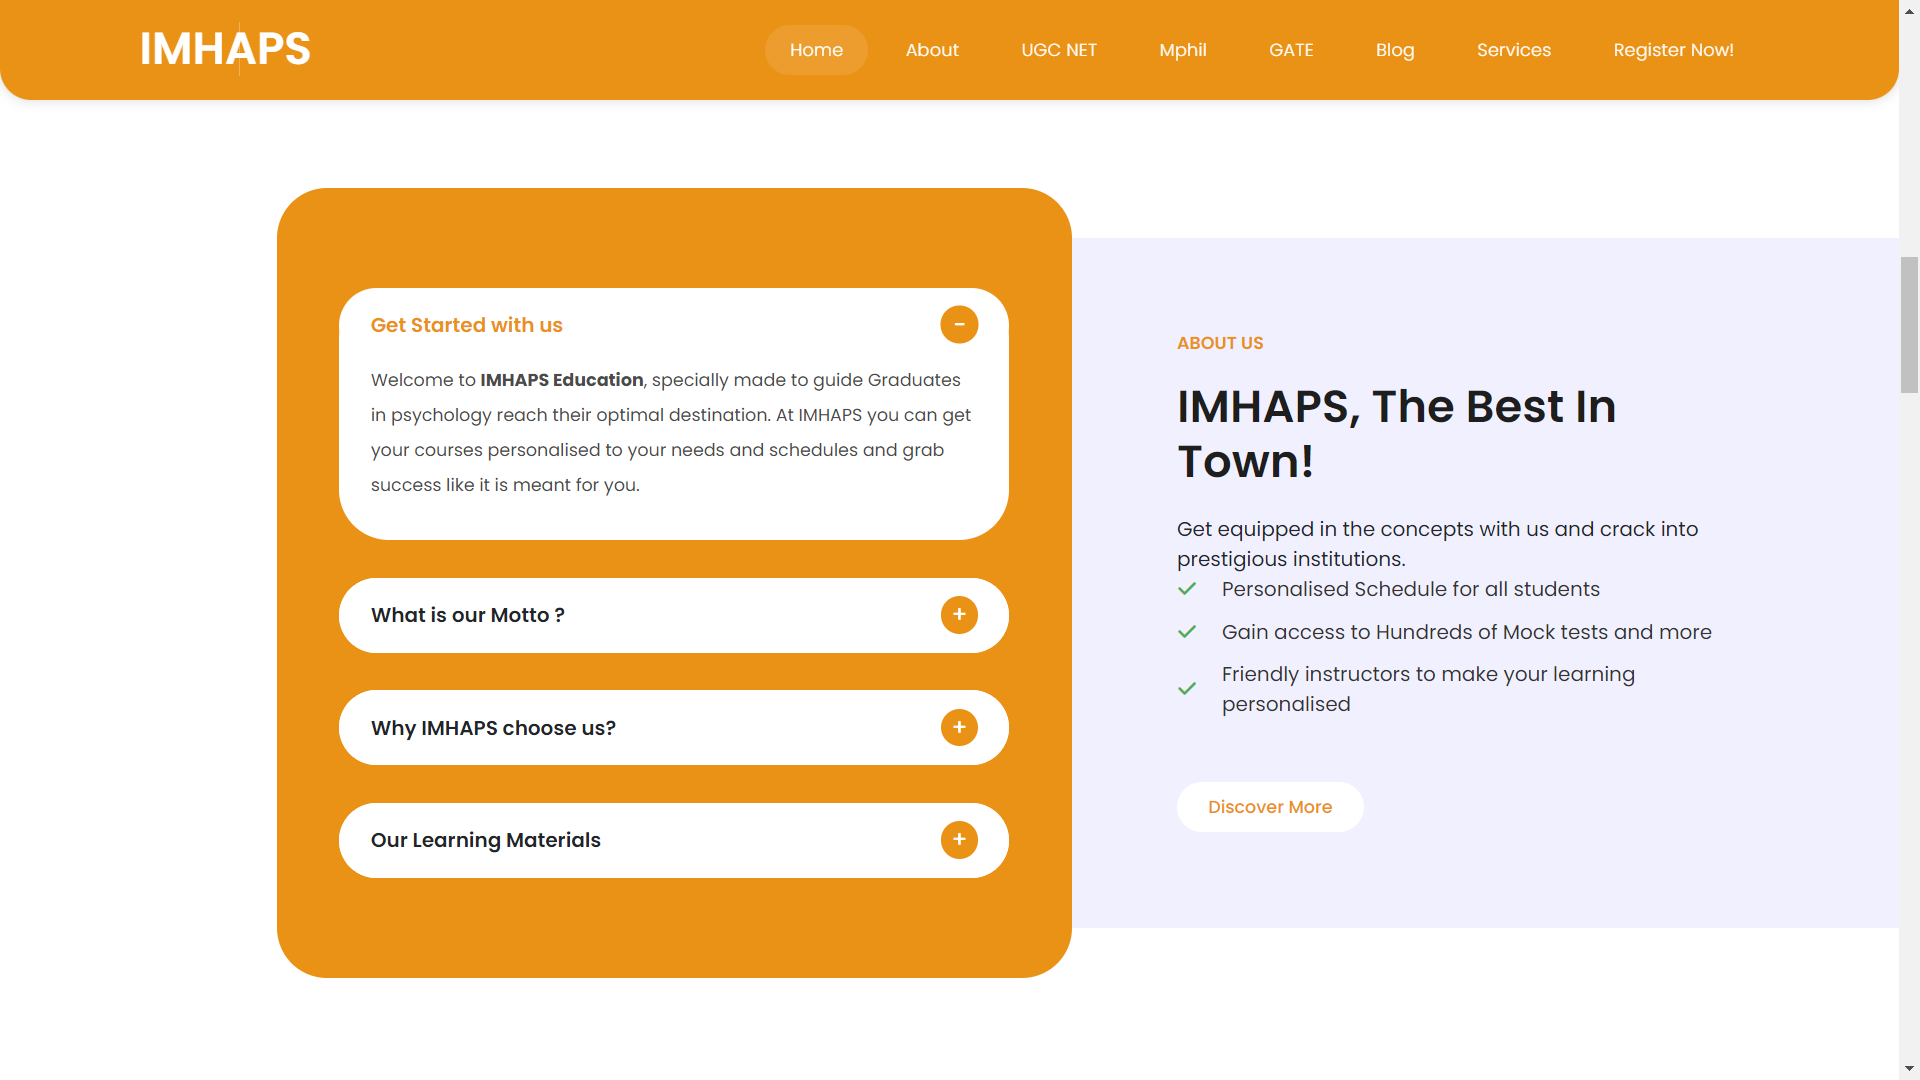 IMHAPS
Home About UGC NET Mphil GATE Blog Services Register Now!
Get Started with us
Welcome to IMHAPS Education, specially made to guide Graduates
in psychology reach their optimal destination. At IMHAPS you can get
your courses personalised to your needs and schedules and grab
success like it is meant for you.
What is our Motto ?
Why IMHAPS choose us?
Our Learning Materials
ABOUT US
IMHAPS, The Best In
Town!
Get equipped in the concepts with us and crack into
prestigious institutions.
Personalised Schedule for all students
Gain access to Hundreds of Mock tests and more
Friendly instructors to make your learning
personalised
Discover More